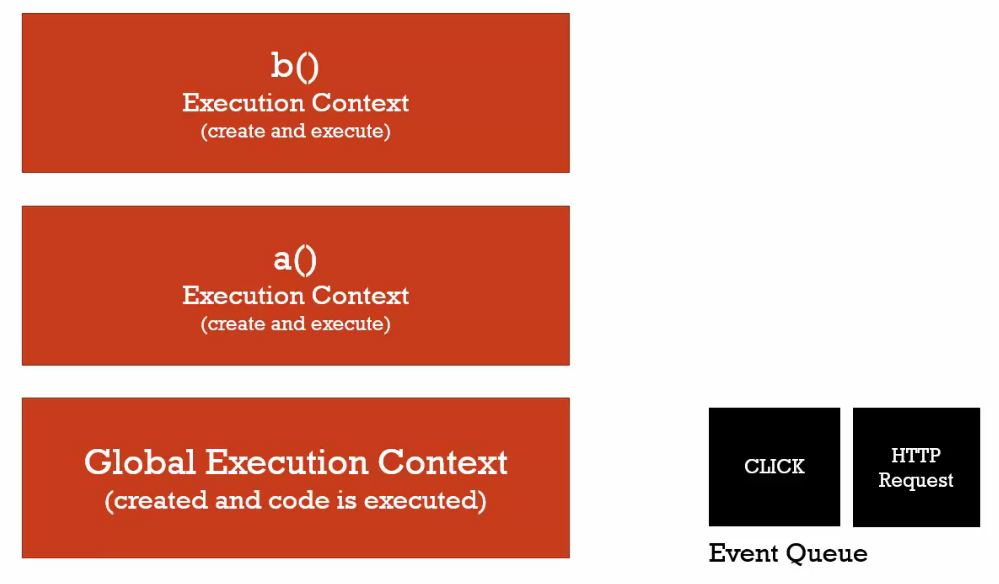 b()
Execution Context
(create and execute)
a()
Execution Context
(create and execute)
Global Execution Context
(created and code is executed)
CLICK
HTTP
Request
Event Queue